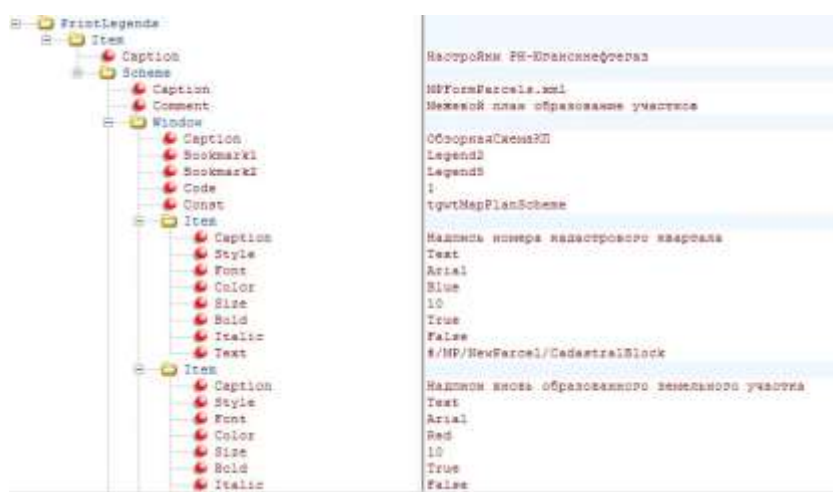 PrintLegends
Item
Caption Настройки РН-Юганскнефтегаз
Scheme
Caption MPFormParcels.xml
Comment Межевой план образование участков
Window
Caption ОбзорнаяСхемаКП
Bookmark1 Legend2
Bookmark2 Legend5
Code 1
Const tgwtMapPlanScheme
Item
Caption Надпись номера кадастрового квартала
Style Text
Font Arial
Color Blue
Size 10
Bold True
Italic False
Text #/MP/NewParcel/CadastralBlock
Item
Caption Надписи вновь образованного земельного участка
Style Text
Font Arial
Color Red
Size 10
Bold True
Italic False